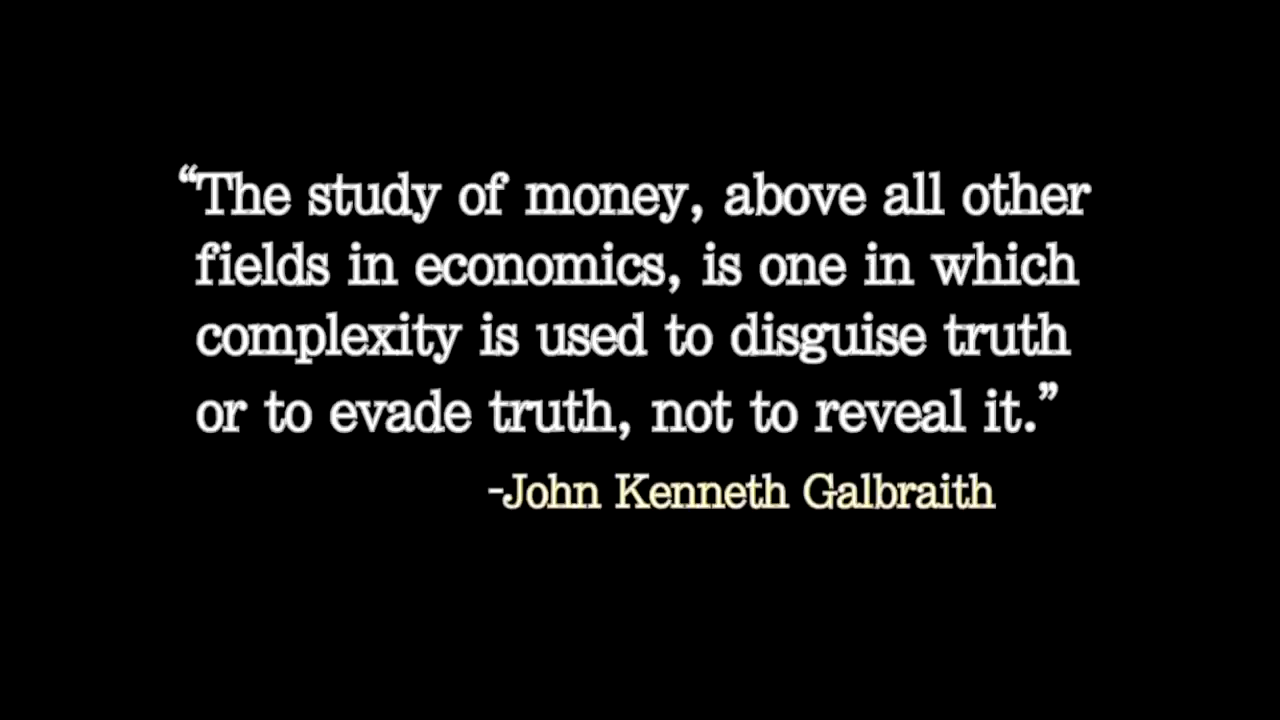 “The study of money, above all other
fields in economics, is one in which
complexity is used to disguise truth
or to evade truth, not to reveal it.”
-John Kenneth Galbraith